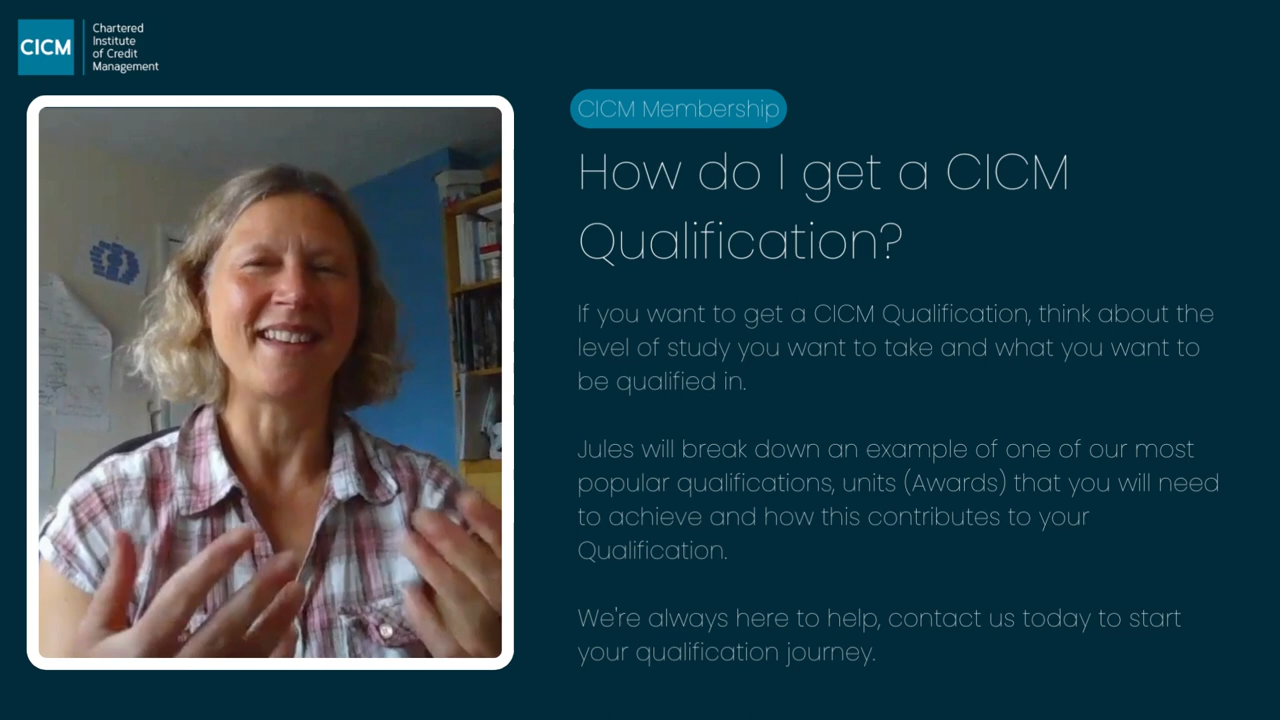 CICM
Chartered
Institute
of Credit
Management
CICM Membership
How do I get a CICM
Qualification?
If you want to get a CICM Qualification, think about the
level of study you want to take and what you want to
be qualified in.
Jules will break down an example of one of our most
popular qualifications, units (Awards) that you will need
to achieve and how this contributes to your
Qualification.
We're always here to help, contact us today to start
your qualification journey.